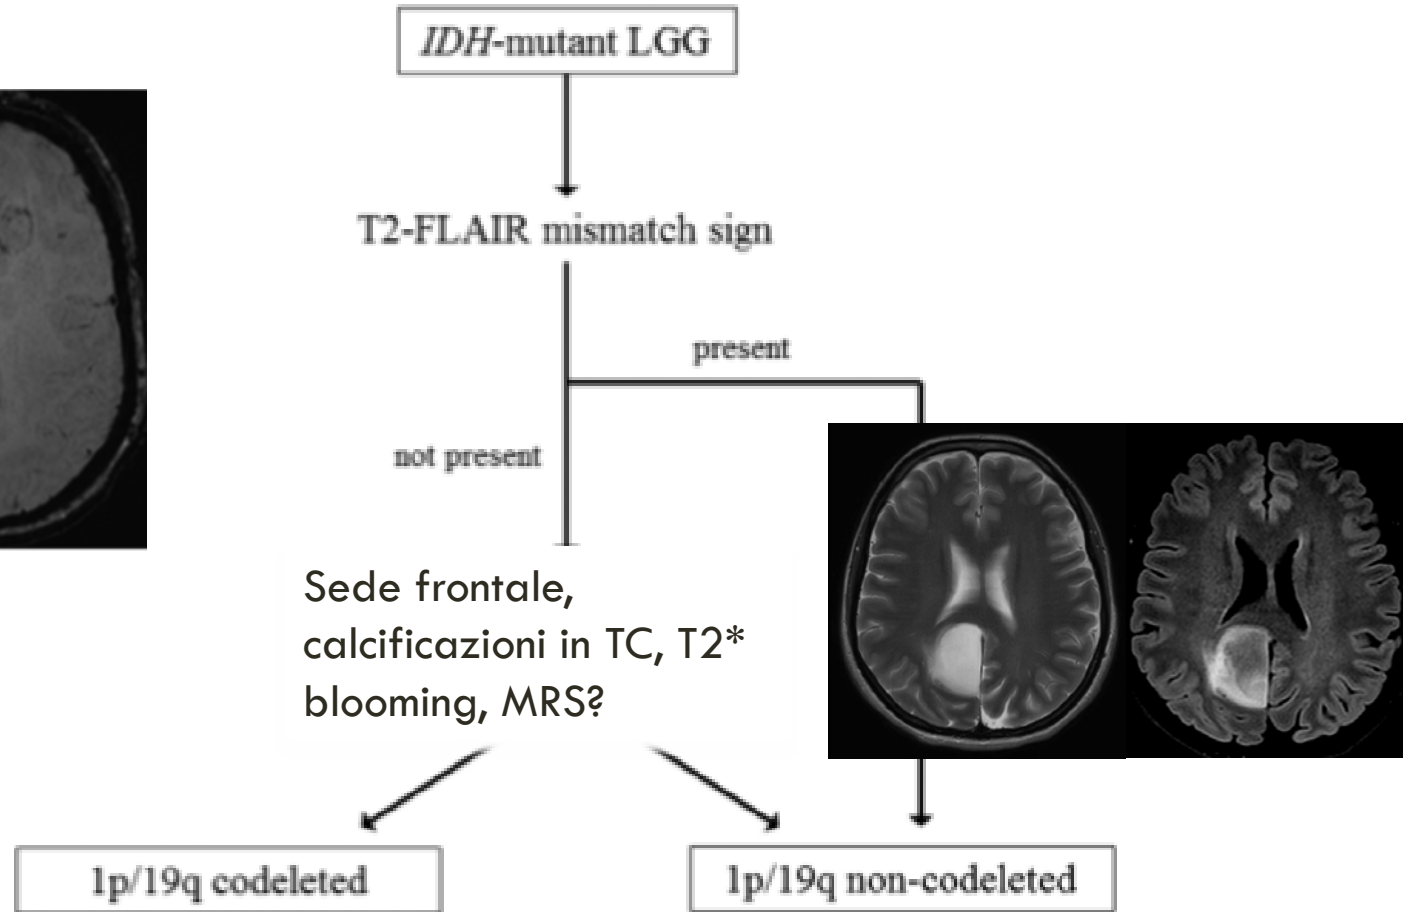 IDH-mutant LGG
T2-FLAIR mismatch sign
present
not present
Sede frontale,
calcificazioni in TC, T2*
blooming, MRS?
1p/19q codeleted
1p/19q non-codeleted